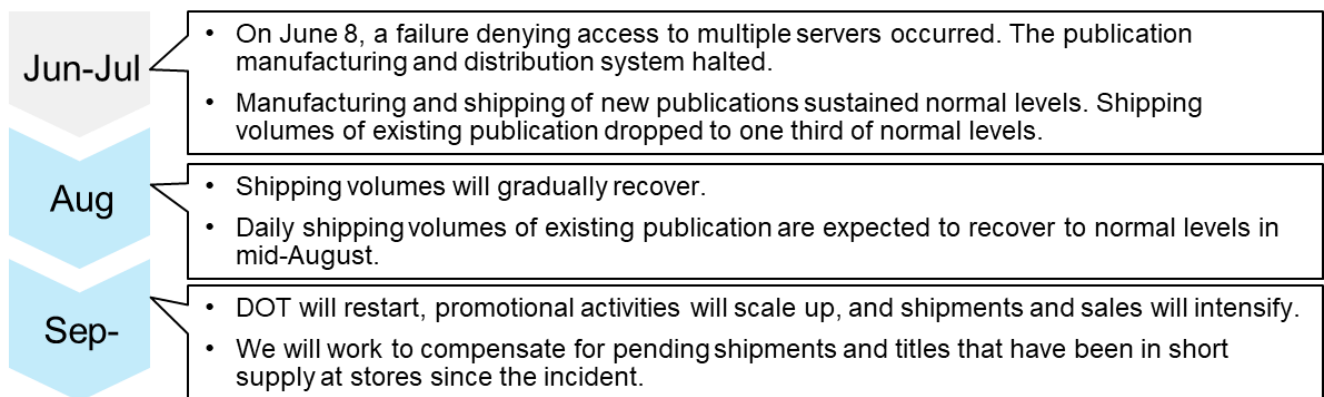 Jun-Jul
• On June 8, a failure denying access to multiple servers occurred. The publication
manufacturing and distribution system halted.
• Manufacturing and shipping of new publications sustained normal levels. Shipping
volumes of existing publication dropped to one third of normal levels.
Aug
• Shipping volumes will gradually recover.
• Daily shipping volumes of existing publication are expected to recover to normal levels in
mid-August.
Sep-
• DOT will restart, promotional activities will scale up, and shipments and sales will intensify.
• We will work to compensate for pending shipments and titles that have been in short
supply at stores since the incident.